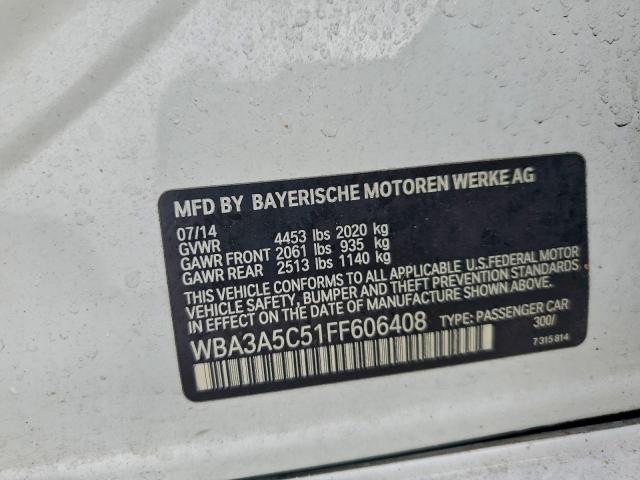 MFD BY BAYERISCHE MOTOREN WERKE AG
07/14
GVWR 4453 lbs 2020 kg
GAWR FRONT 2061 lbs 935 kg
GAWR REAR 2513 lbs 1140 kg
THIS VEHICLE CONFORMS TO ALL APPLICABLE U.S.FEDERAL MOTOR
VEHICLE SAFETY, BUMPER AND THEFT PREVENTION STANDARDS
IN EFFECT ON THE DATE OF MANUFACTURE SHOWN ABOVE.
WBA3A5C51FF606408 TYPE: PASSENGER CAR
300/
7 315 814